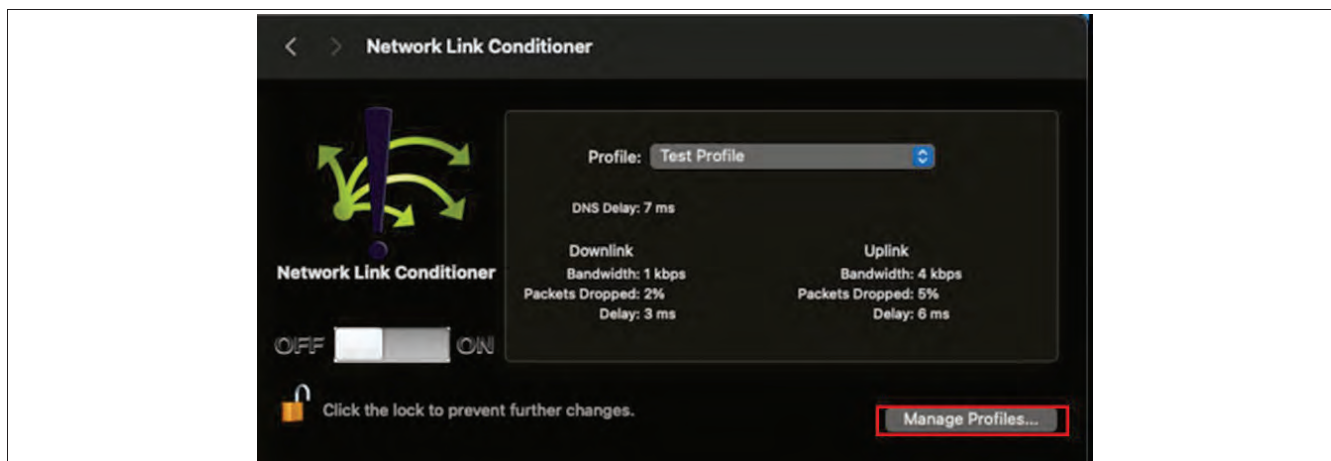 Network Link Conditioner
Profile: Test Profile
DNS Delay: 7 ms
Downlink
Bandwidth: 1 kbps
Packets Dropped: 2%
Delay: 3 ms
Uplink
Bandwidth: 4 kbps
Packets Dropped: 5%
Delay: 6 ms
Network Link Conditioner
OFF ON
Click the lock to prevent further changes.
Manage Profiles...